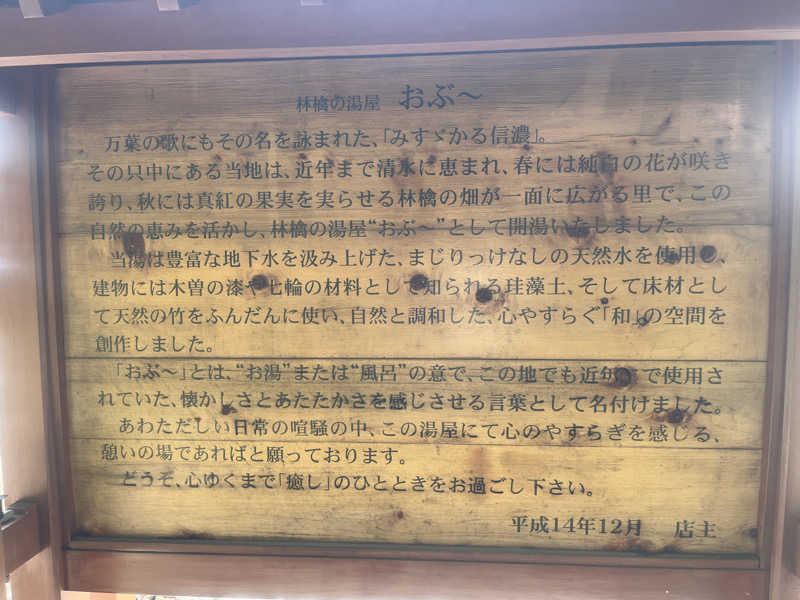 林檎の湯屋 おぶ～
万葉の歌にもその名を詠まれた、「みすゞかる信濃」。
その只中にある当地は、近年まで清水に恵まれ、春には純白の花が咲き
誇り、秋には真紅の果実を実らせる林檎の畑が一面に広がる里で、この
自然の恵みを活かし、林檎の湯屋“おぶ～”として開湯いたしました。
当湯は豊富な地下水を汲み上げた、まじりっけなしの天然水を使用し、
建物には木曽の漆や七輪の材料として知られる珪藻土、そして床材とし
て天然の竹をふんだんに使い、自然と調和した、心やすらぐ「和」の空間を
創作しました。
「おぶ～」とは、“お湯”または“風呂”の意で、この地でも近年まで使用さ
れていた、懐かしさとあたたかさを感じさせる言葉として名付けました。
あわただしい日常の喧騒の中、この湯屋にて心のやすらぎを感じる、
憩いの場であればと願っております。
どうぞ、心ゆくまで「癒し」のひとときをお過ごし下さい。
平成14年12月 店主